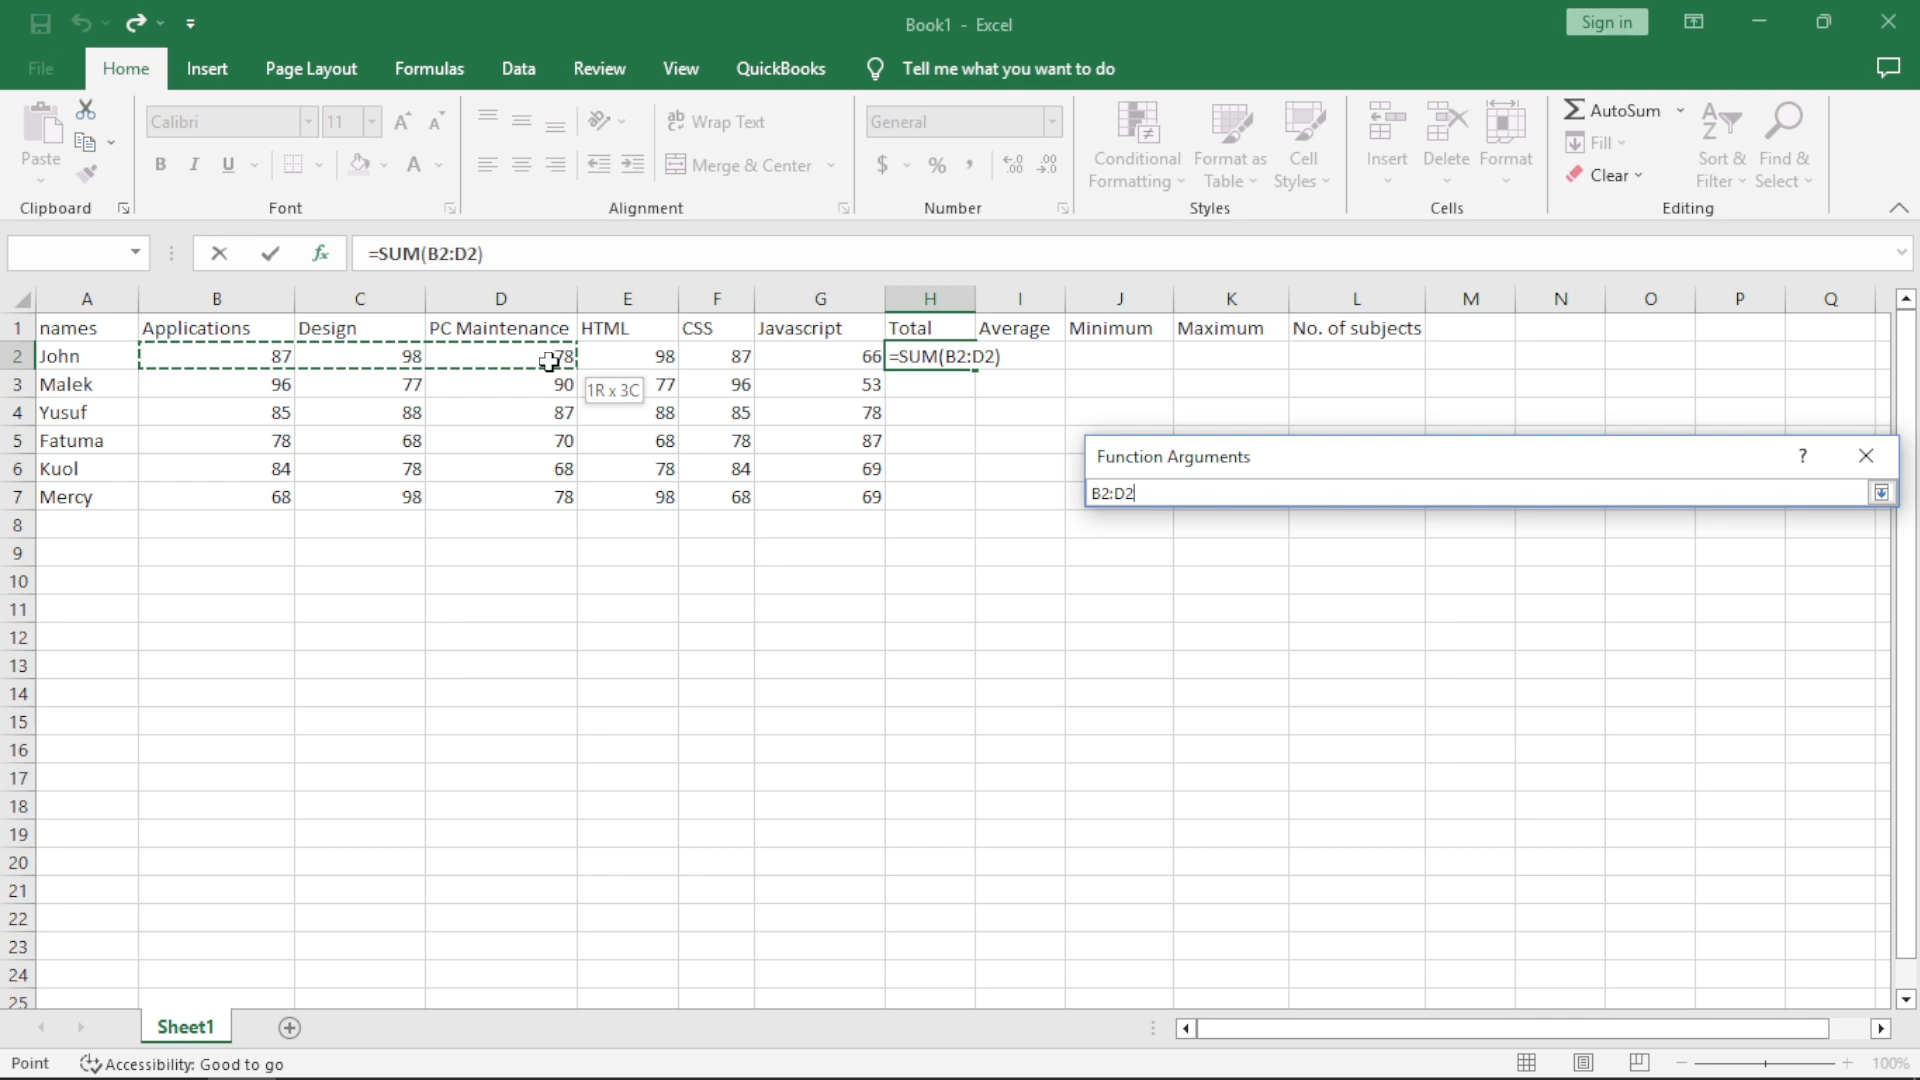 Book1 - Excel
Sign in
File Home Insert Page Layout Formulas Data Review View QuickBooks Tell me what you want to do
Calibri 11 ab Wrap Text General AutoSum
Paste B I U A Merge & Center $ % , Conditional Formatting Format as Table Cell Styles Insert Delete Format Fill Clear Sort & Filter Find & Select
Clipboard Font Alignment Number Styles Cells Editing
fx =SUM(B2:D2)
A B C D E F G H I J K L M N O P Q
1 names Applications Design PC Maintenance HTML CSS Javascript Total Average Minimum Maximum No. of subjects
2 John 87 98 78 98 87 66 =SUM(B2:D2)
3 Malek 96 77 90 1R x 3C 77 96 53
4 Yusuf 85 88 87 88 85 78
5 Fatuma 78 68 70 68 78 87
Function Arguments ?
6 Kuol 84 78 68 78 84 69
B2:D2
7 Mercy 68 98 78 98 68 69
8
9
10
11
12
13
14
15
16
17
18
19
20
21
22
23
24
25
Sheet1
Point Accessibility: Good to go 100%